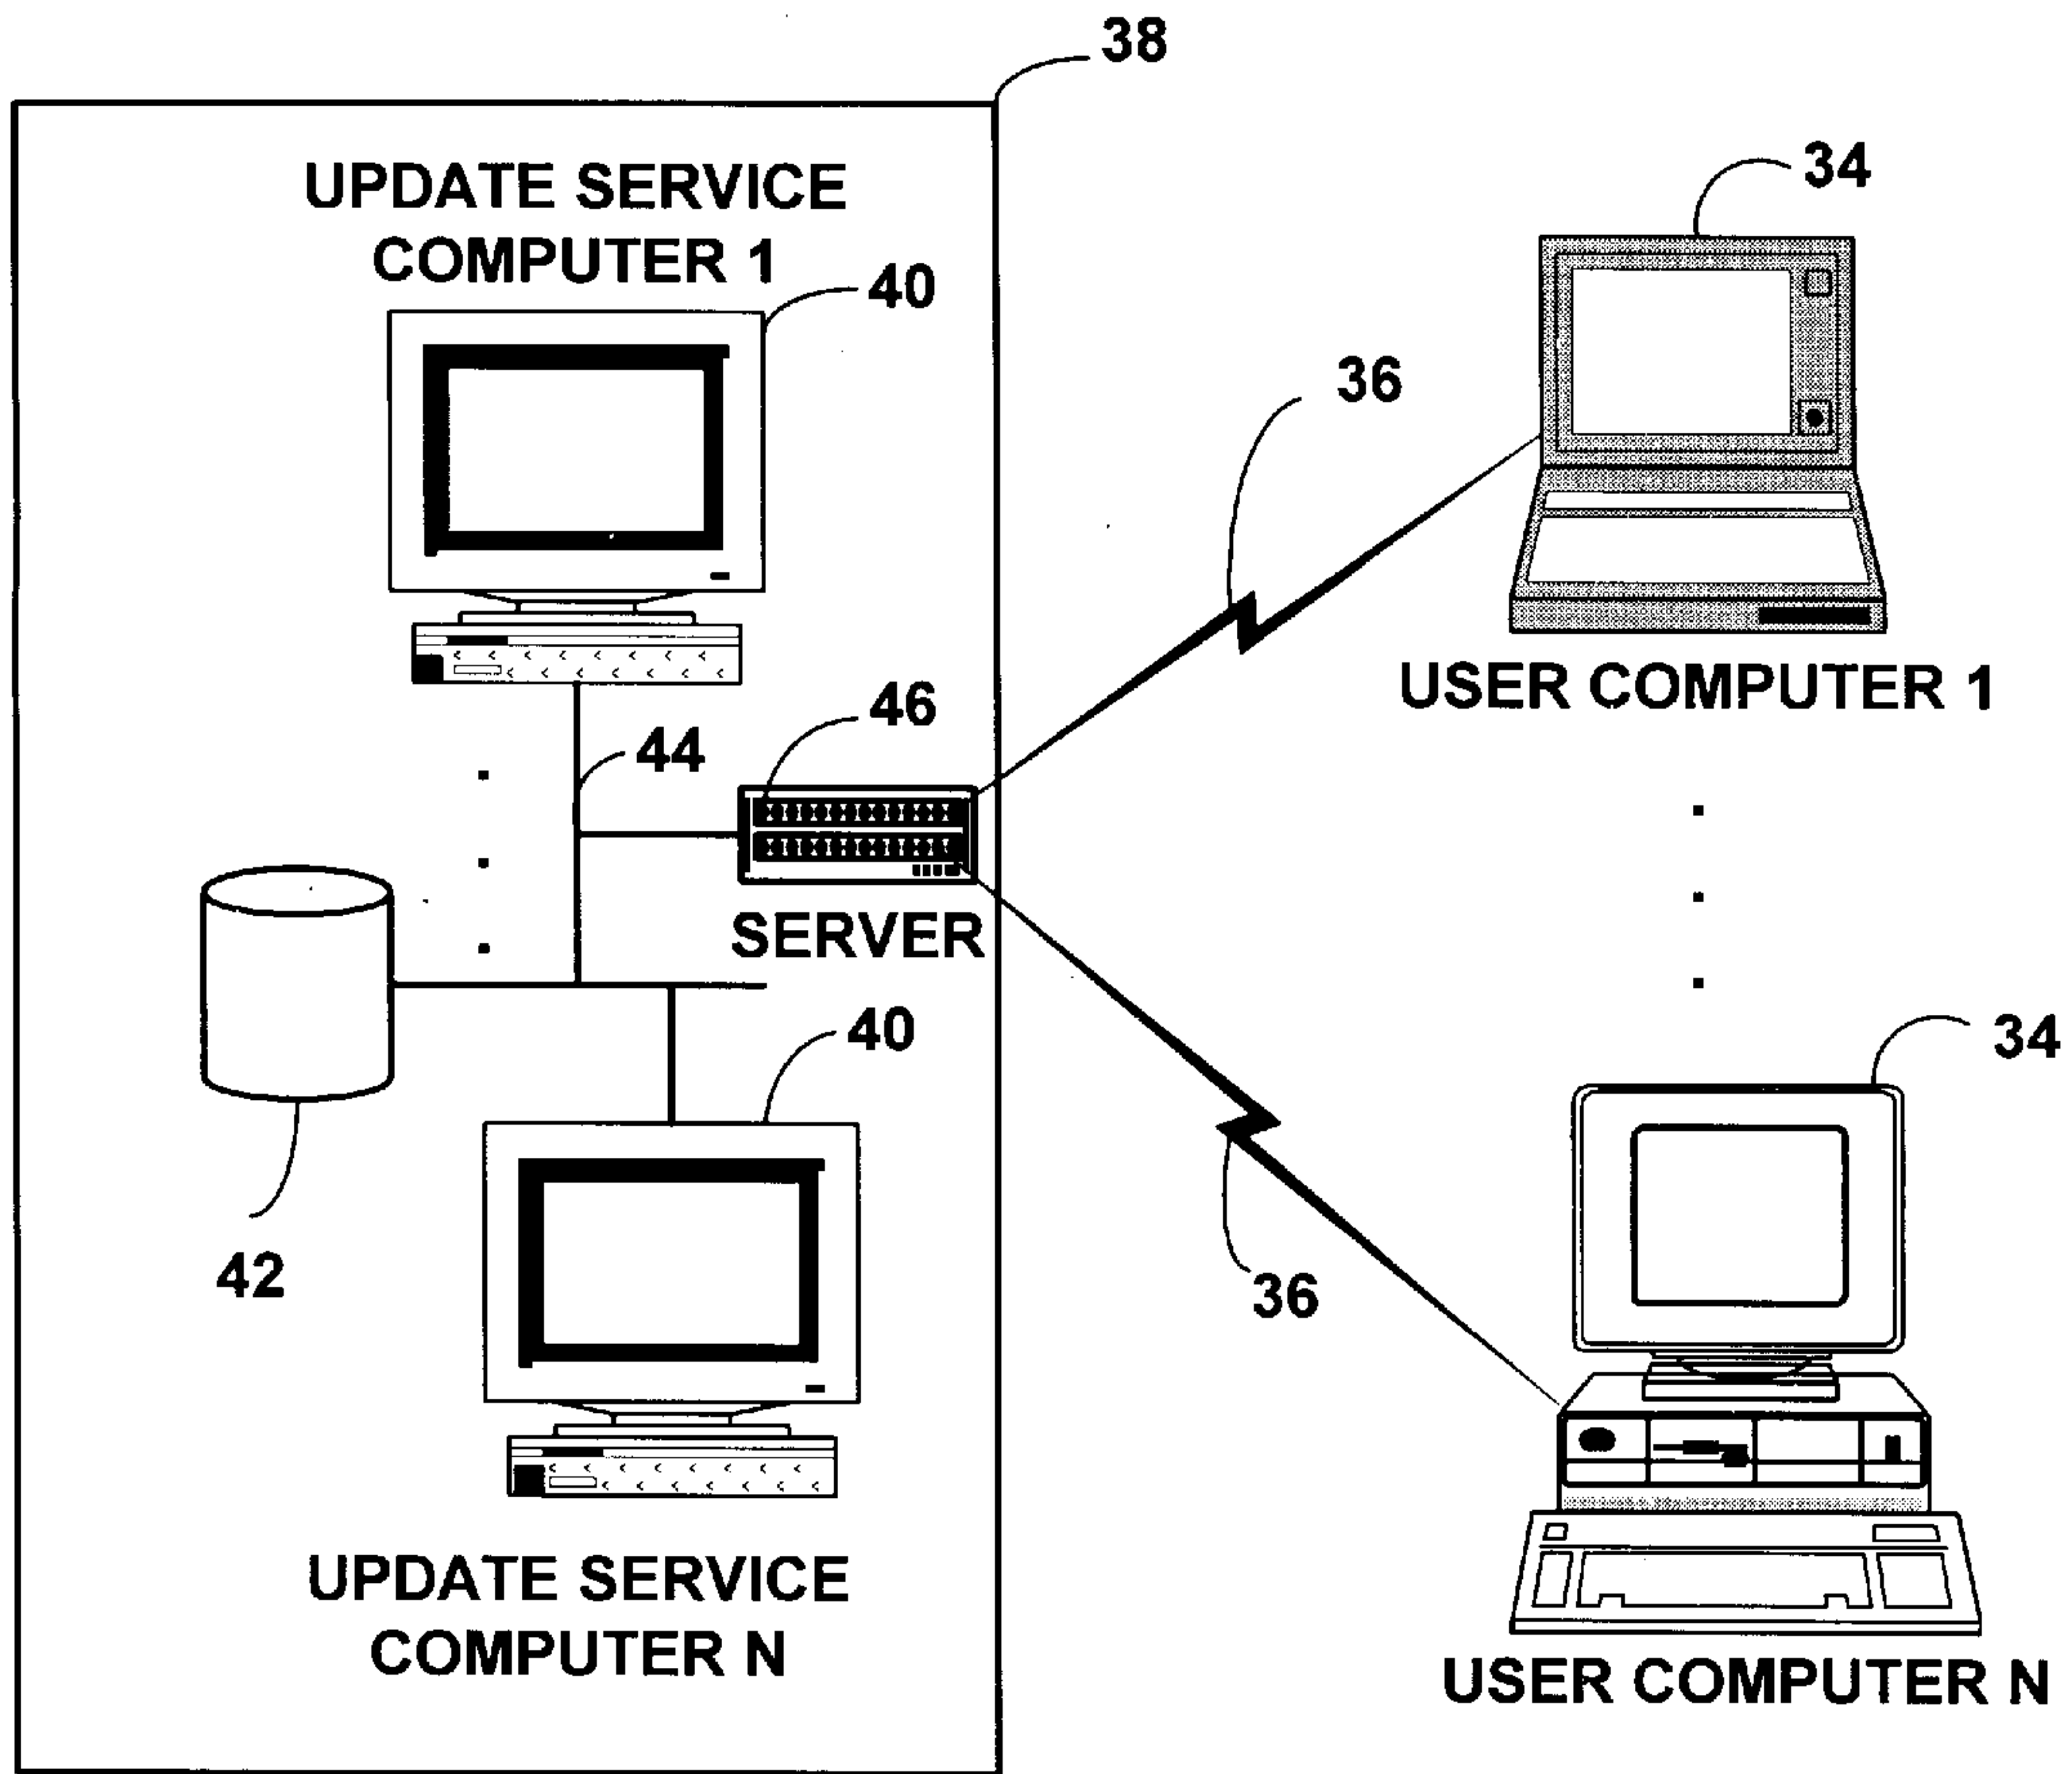 38
UPDATE SERVICE
COMPUTER 1
40
34
36
USER COMPUTER 1
46
44
SERVER
40
34
42
36
UPDATE SERVICE
COMPUTER N
USER COMPUTER N